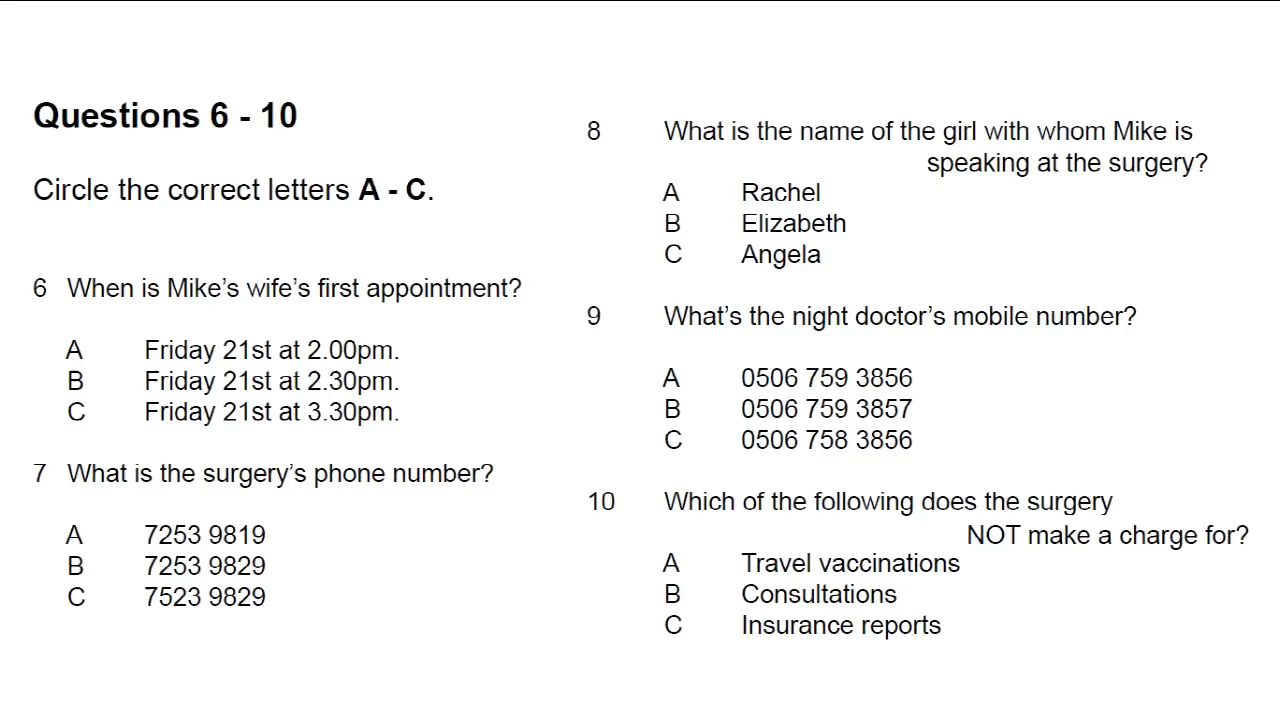 Questions 6 - 10
Circle the correct letters A - C.
6 When is Mike's wife's first appointment?
A Friday 21st at 2.00pm.
B Friday 21st at 2.30pm.
C Friday 21st at 3.30pm.
7 What is the surgery's phone number?
A 7253 9819
B 7253 9829
C 7523 9829
8 What is the name of the girl with whom Mike is
speaking at the surgery?
A Rachel
B Elizabeth
C Angela
9 What's the night doctor's mobile number?
A 0506 759 3856
B 0506 759 3857
C 0506 758 3856
10 Which of the following does the surgery
NOT make a charge for?
A Travel vaccinations
B Consultations
C Insurance reports